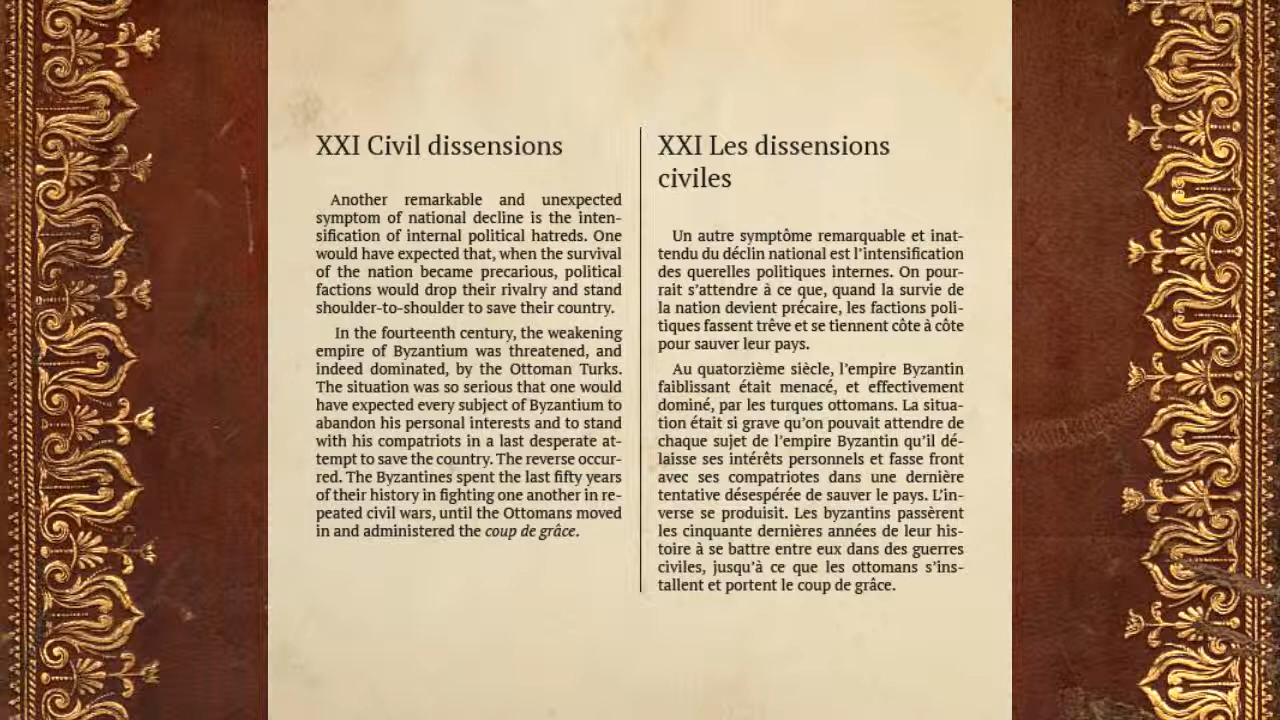 XXI Civil dissensions
Another remarkable and unexpected
symptom of national decline is the inten-
sification of internal political hatreds. One
would have expected that, when the survival
of the nation became precarious, political
factions would drop their rivalry and stand
shoulder-to-shoulder to save their country.
In the fourteenth century, the weakening
empire of Byzantium was threatened, and
indeed dominated, by the Ottoman Turks.
The situation was so serious that one would
have expected every subject of Byzantium to
abandon his personal interests and to stand
with his compatriots in a last desperate at-
tempt to save the country. The reverse occur-
red. The Byzantines spent the last fifty years
of their history in fighting one another in re-
peated civil wars, until the Ottomans moved
in and administered the coup de grâce.
XXI Les dissensions
civiles
Un autre symptôme remarquable et inat-
tendu du déclin national est l'intensification
des querelles politiques internes. On pour-
rait s'attendre à ce que, quand la survie de
la nation devient précaire, les factions poli-
tiques fassent trêve et se tiennent côte à côte
pour sauver leur pays.
Au quatorzième siècle, l'empire Byzantin
faiblissant était menacé, et effectivement
dominé, par les turques ottomans. La situa-
tion était si grave qu'on pouvait attendre de
chaque sujet de l'empire Byzantin qu'il dé-
laisse ses intérêts personnels et fasse front
avec ses compatriotes dans une dernière
tentative désespérée de sauver le pays. L'in-
verse se produisit. Les byzantins passèrent
les cinquante dernières années de leur his-
toire à se battre entre eux dans des guerres
civiles, jusqu'à ce que les ottomans s'ins-
tallent et portent le coup de grâce.